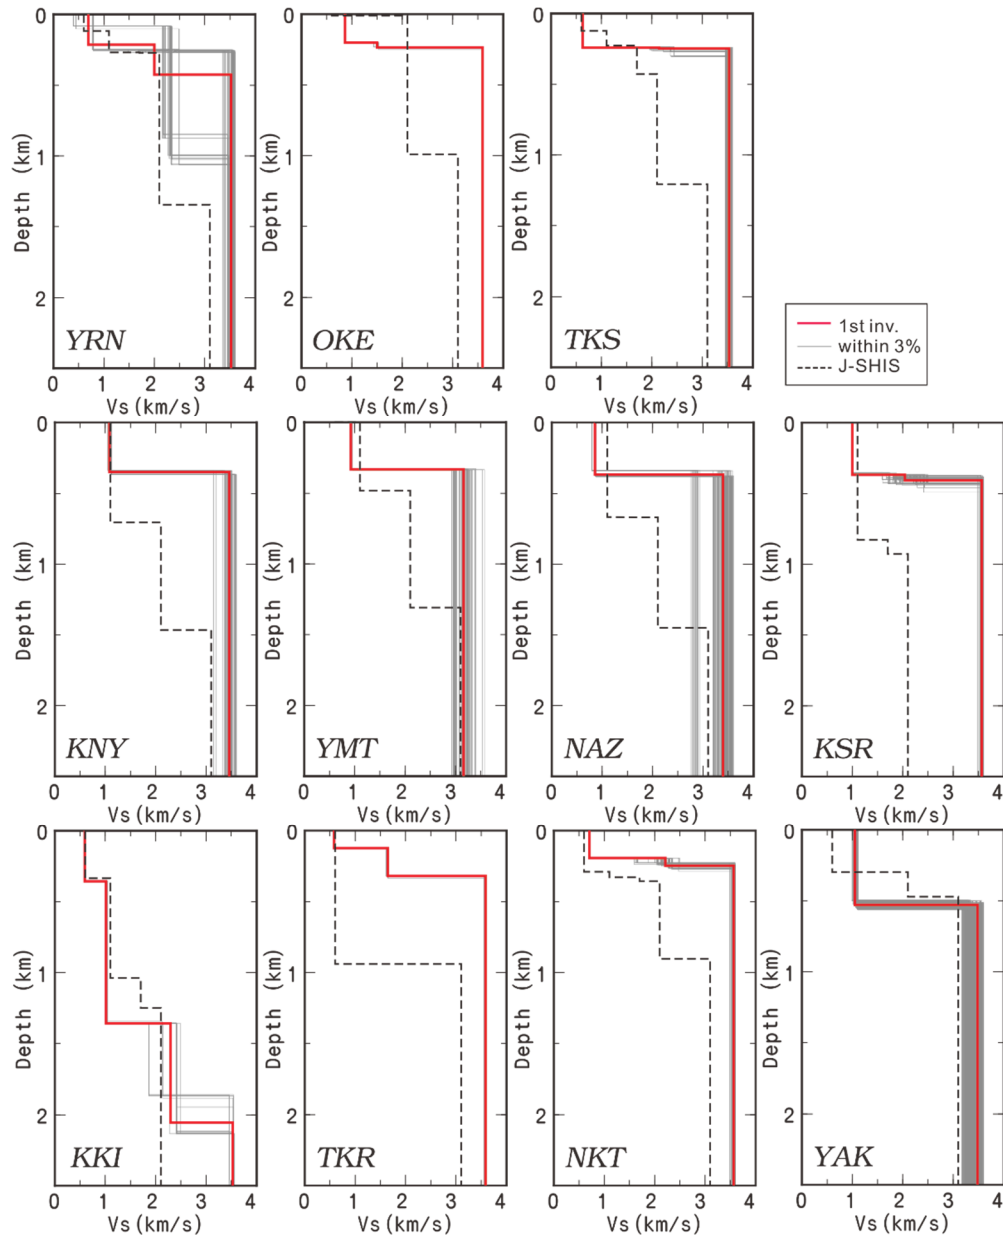 0
1
2
Depth (km)
YRN
0 1 2 3 4
Vs(km/s)
0
1
2
Depth (km)
OKE
0 1 2 3 4
Vs(km/s)
0
1
2
Depth (km)
TKS
0 1 2 3 4
Vs(km/s)
1st inv.
within 3%
J-SHIS
0
1
2
Depth (km)
KNY
0 1 2 3 4
Vs(km/s)
0
1
2
Depth (km)
YMT
0 1 2 3 4
Vs(km/s)
0
1
2
Depth (km)
NAZ
0 1 2 3 4
Vs(km/s)
0
1
2
Depth (km)
KSR
0 1 2 3 4
Vs(km/s)
0
1
2
Depth (km)
KKI
0 1 2 3 4
Vs(km/s)
0
1
2
Depth (km)
TKR
0 1 2 3 4
Vs(km/s)
0
1
2
Depth (km)
NKT
0 1 2 3 4
Vs(km/s)
0
1
2
Depth (km)
YAK
0 1 2 3 4
Vs(km/s)